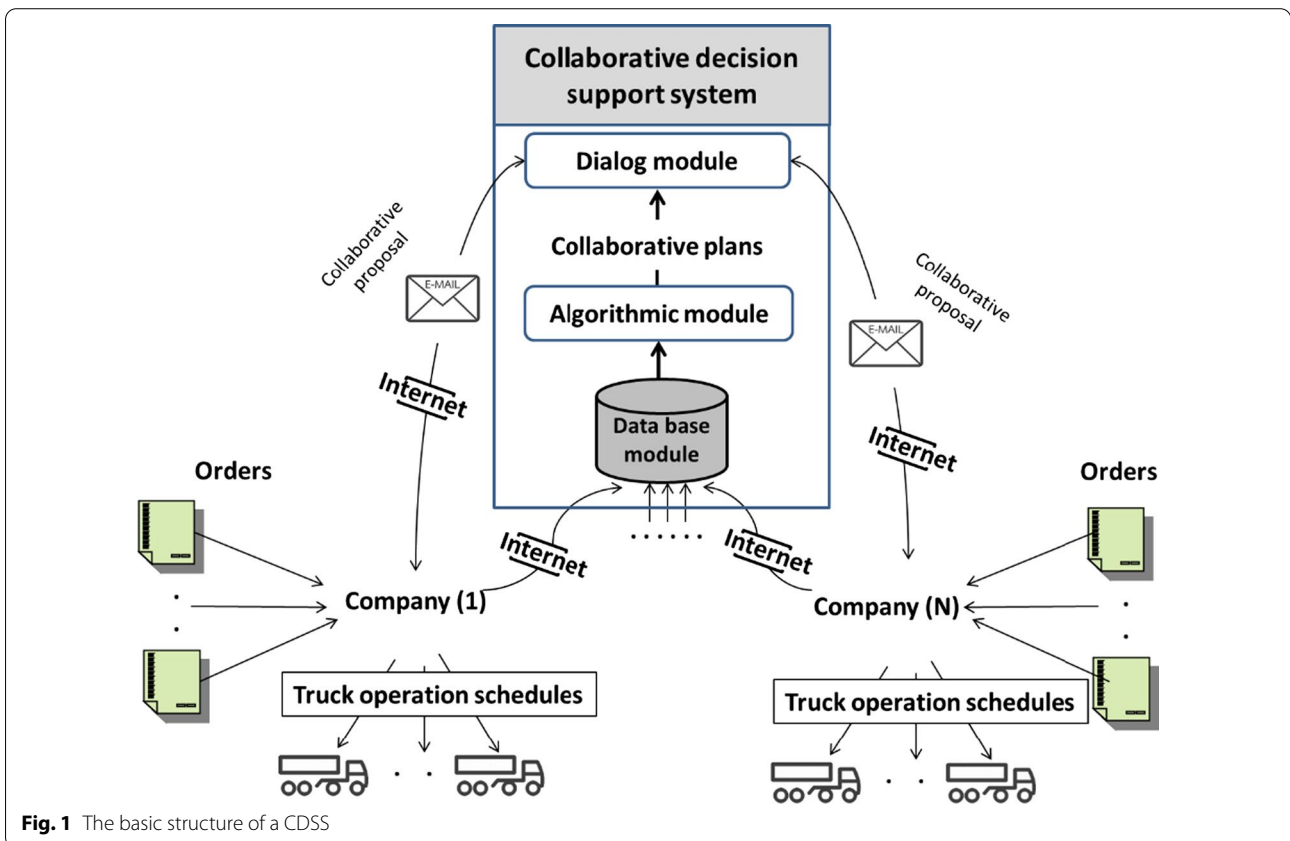 Collaborative decision
support system
Dialog module
Collaborative plans
Algorithmic module
Data base
module
Collaborative
proposal
E-MAIL
Internet
Collaborative
proposal
E-MAIL
Internet
Orders
Orders
Internet
Internet
Company (1)
Company (N)
Truck operation schedules
Truck operation schedules
Fig. 1 The basic structure of a CDSS